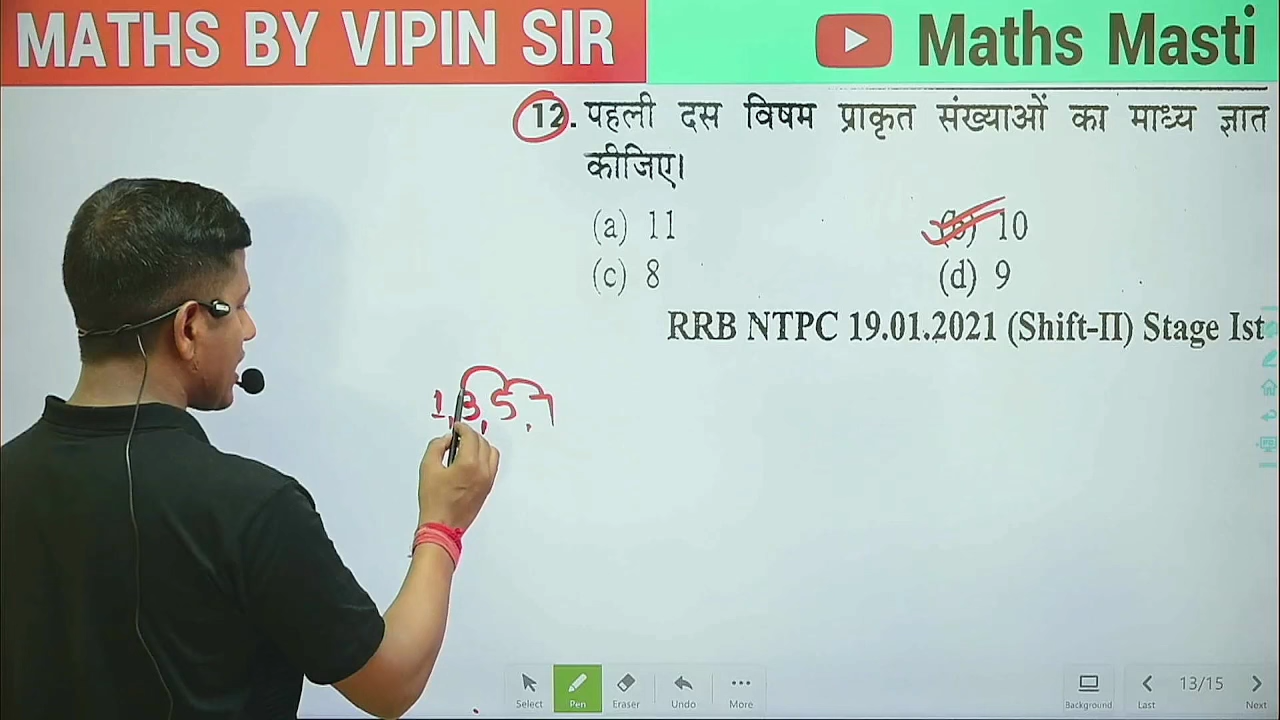 MATHS BY VIPIN SIR
Maths Masti
12. पहली दस विषम प्राकृत संख्याओं का माध्य ज्ञात
कीजिए।
(a) 11
(b) 10
(c) 8
(d) 9
RRB NTPC 19.01.2021 (Shift-II) Stage Ist
1, 3, 5, 7
Select
Pen
Eraser
Undo
More
Background
Last
13/15
Next